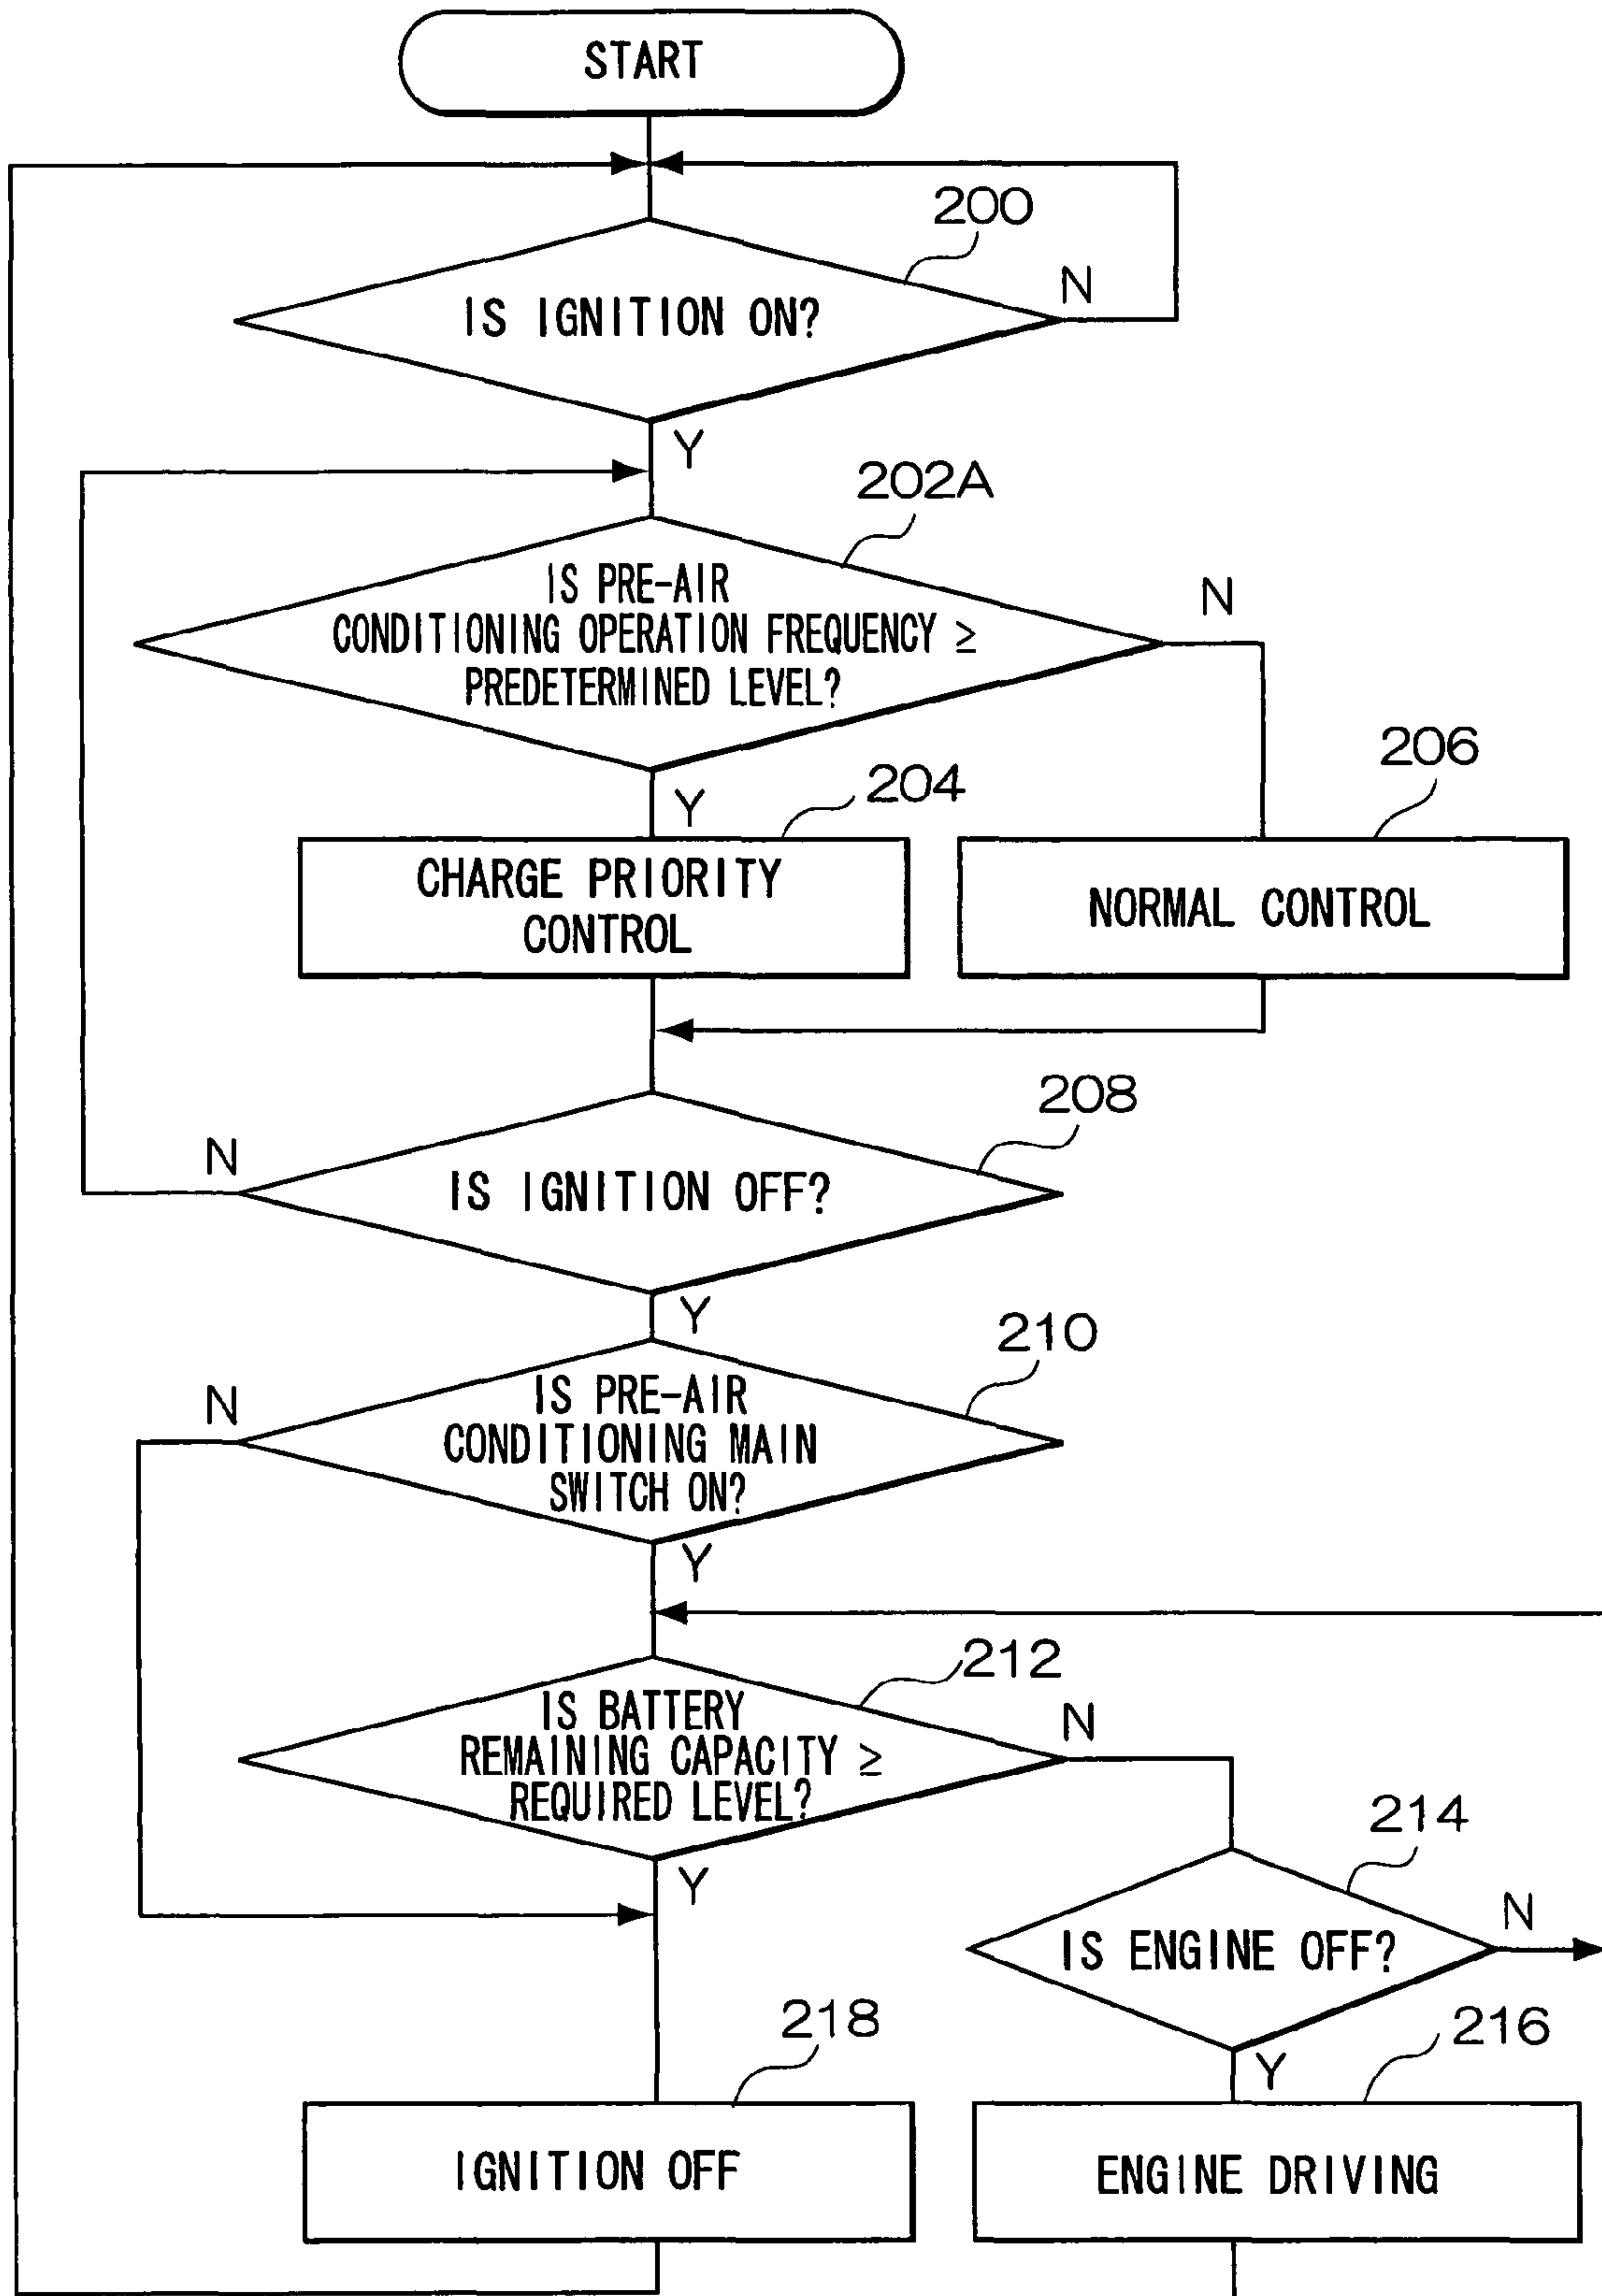 START
200
IS IGNITION ON?
N
Y
202A
IS PRE-AIR
CONDITIONING OPERATION FREQUENCY ≥
PREDETERMINED LEVEL?
N
Y
204
206
CHARGE PRIORITY
CONTROL
NORMAL CONTROL
208
N
IS IGNITION OFF?
Y
210
N
IS PRE-AIR
CONDITIONING MAIN
SWITCH ON?
Y
212
IS BATTERY
REMAINING CAPACITY ≥
REQUIRED LEVEL?
N
Y
214
IS ENGINE OFF?
N
Y
218
216
IGNITION OFF
ENGINE DRIVING